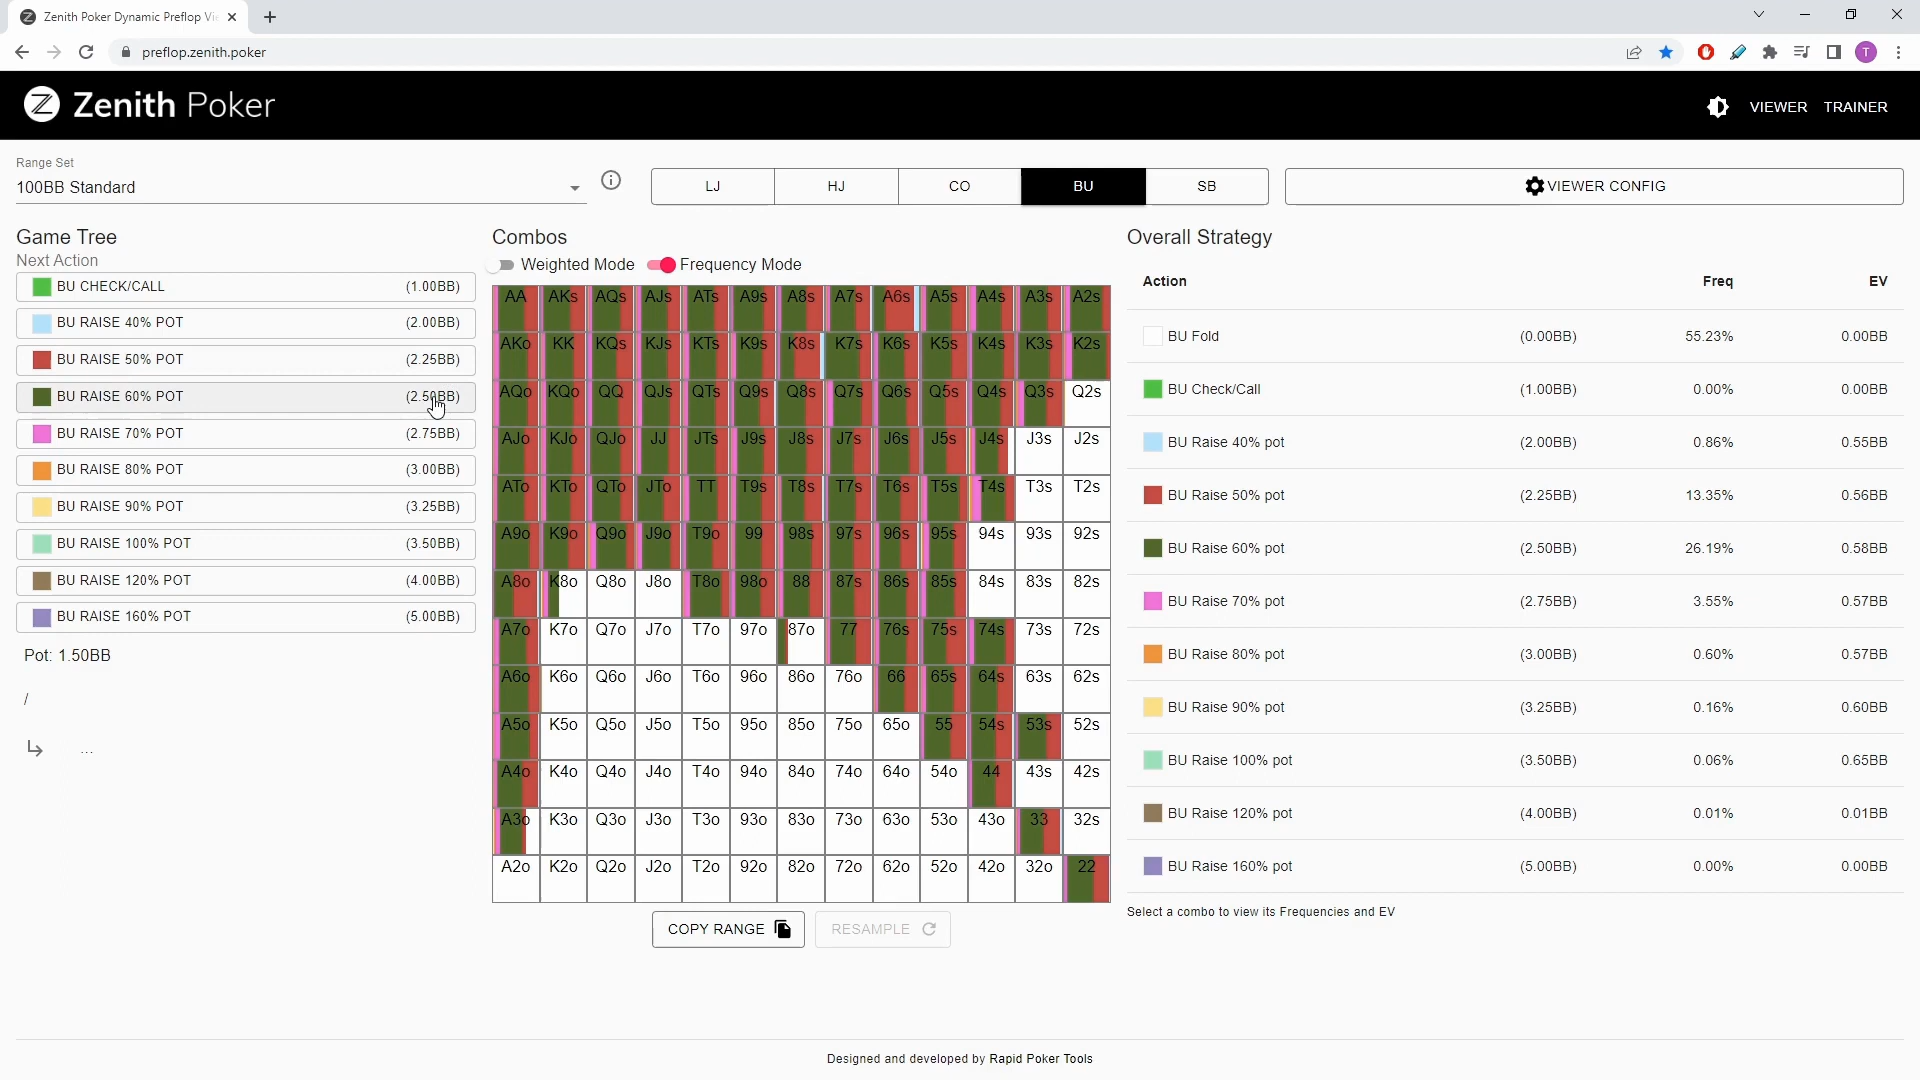 Zenith Poker Dynamic Preflop Vi
preflop.zenith.poker
T
Zenith Poker
VIEWER TRAINER
Range Set
100BB Standard
LJ HJ CO BU SB
VIEWER CONFIG
Game Tree
Next Action
BU CHECK/CALL (1.00BB)
BU RAISE 40% POT (2.00BB)
BU RAISE 50% POT (2.25BB)
BU RAISE 60% POT (2.50BB)
BU RAISE 70% POT (2.75BB)
BU RAISE 80% POT (3.00BB)
BU RAISE 90% POT (3.25BB)
BU RAISE 100% POT (3.50BB)
BU RAISE 120% POT (4.00BB)
BU RAISE 160% POT (5.00BB)
Pot: 1.50BB
/
...
Combos
Weighted Mode Frequency Mode
AA AKs AQs AJs ATs A9s A8s A7s A6s A5s A4s A3s A2s
AKo KK KQs KJs KTs K9s K8s K7s K6s K5s K4s K3s K2s
AQo KQo QQ QJs QTs Q9s Q8s Q7s Q6s Q5s Q4s Q3s Q2s
AJo KJo QJo JJ JTs J9s J8s J7s J6s J5s J4s J3s J2s
ATo KTo QTo JTo TT T9s T8s T7s T6s T5s T4s T3s T2s
A9o K9o Q9o J9o T9o 99 98s 97s 96s 95s 94s 93s 92s
A8o K8o Q8o J8o T8o 98o 88 87s 86s 85s 84s 83s 82s
A7o K7o Q7o J7o T7o 97o 87o 77 76s 75s 74s 73s 72s
A6o K6o Q6o J6o T6o 96o 86o 76o 66 65s 64s 63s 62s
A5o K5o Q5o J5o T5o 95o 85o 75o 65o 55 54s 53s 52s
A4o K4o Q4o J4o T4o 94o 84o 74o 64o 54o 44 43s 42s
A3o K3o Q3o J3o T3o 93o 83o 73o 63o 53o 43o 33 32s
A2o K2o Q2o J2o T2o 92o 82o 72o 62o 52o 42o 32o 22
COPY RANGE RESAMPLE
Overall Strategy
Action Freq EV
BU Fold (0.00BB) 55.23% 0.00BB
BU Check/Call (1.00BB) 0.00% 0.00BB
BU Raise 40% pot (2.00BB) 0.86% 0.55BB
BU Raise 50% pot (2.25BB) 13.35% 0.56BB
BU Raise 60% pot (2.50BB) 26.19% 0.58BB
BU Raise 70% pot (2.75BB) 3.55% 0.57BB
BU Raise 80% pot (3.00BB) 0.60% 0.57BB
BU Raise 90% pot (3.25BB) 0.16% 0.60BB
BU Raise 100% pot (3.50BB) 0.06% 0.65BB
BU Raise 120% pot (4.00BB) 0.01% 0.01BB
BU Raise 160% pot (5.00BB) 0.00% 0.00BB
Select a combo to view its Frequencies and EV
Designed and developed by Rapid Poker Tools